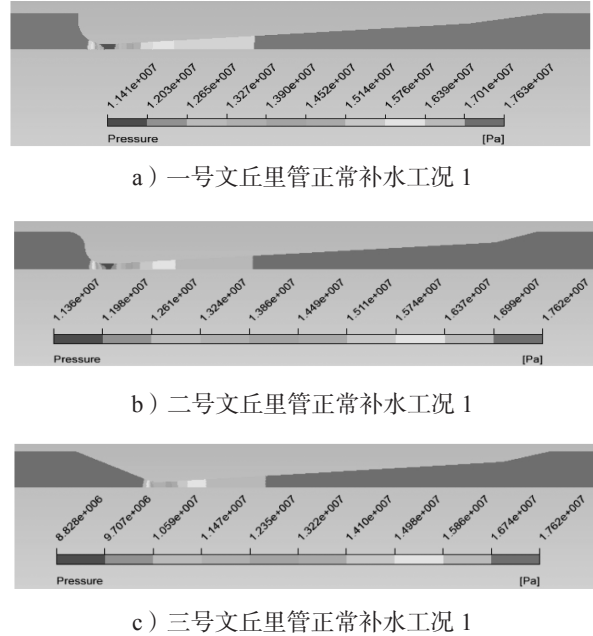 1.141e+007 1.203e+007 1.265e+007 1.327e+007 1.390e+007 1.452e+007 1.514e+007 1.576e+007 1.639e+007 1.701e+007 1.763e+007
Pressure [Pa]
a）一号文丘里管正常补水工况 1
1.136e+007 1.198e+007 1.261e+007 1.324e+007 1.386e+007 1.449e+007 1.511e+007 1.574e+007 1.637e+007 1.699e+007 1.762e+007
Pressure [Pa]
b）二号文丘里管正常补水工况 1
8.828e+006 9.707e+006 1.059e+007 1.147e+007 1.235e+007 1.322e+007 1.410e+007 1.498e+007 1.586e+007 1.674e+007 1.762e+007
Pressure [Pa]
c）三号文丘里管正常补水工况 1